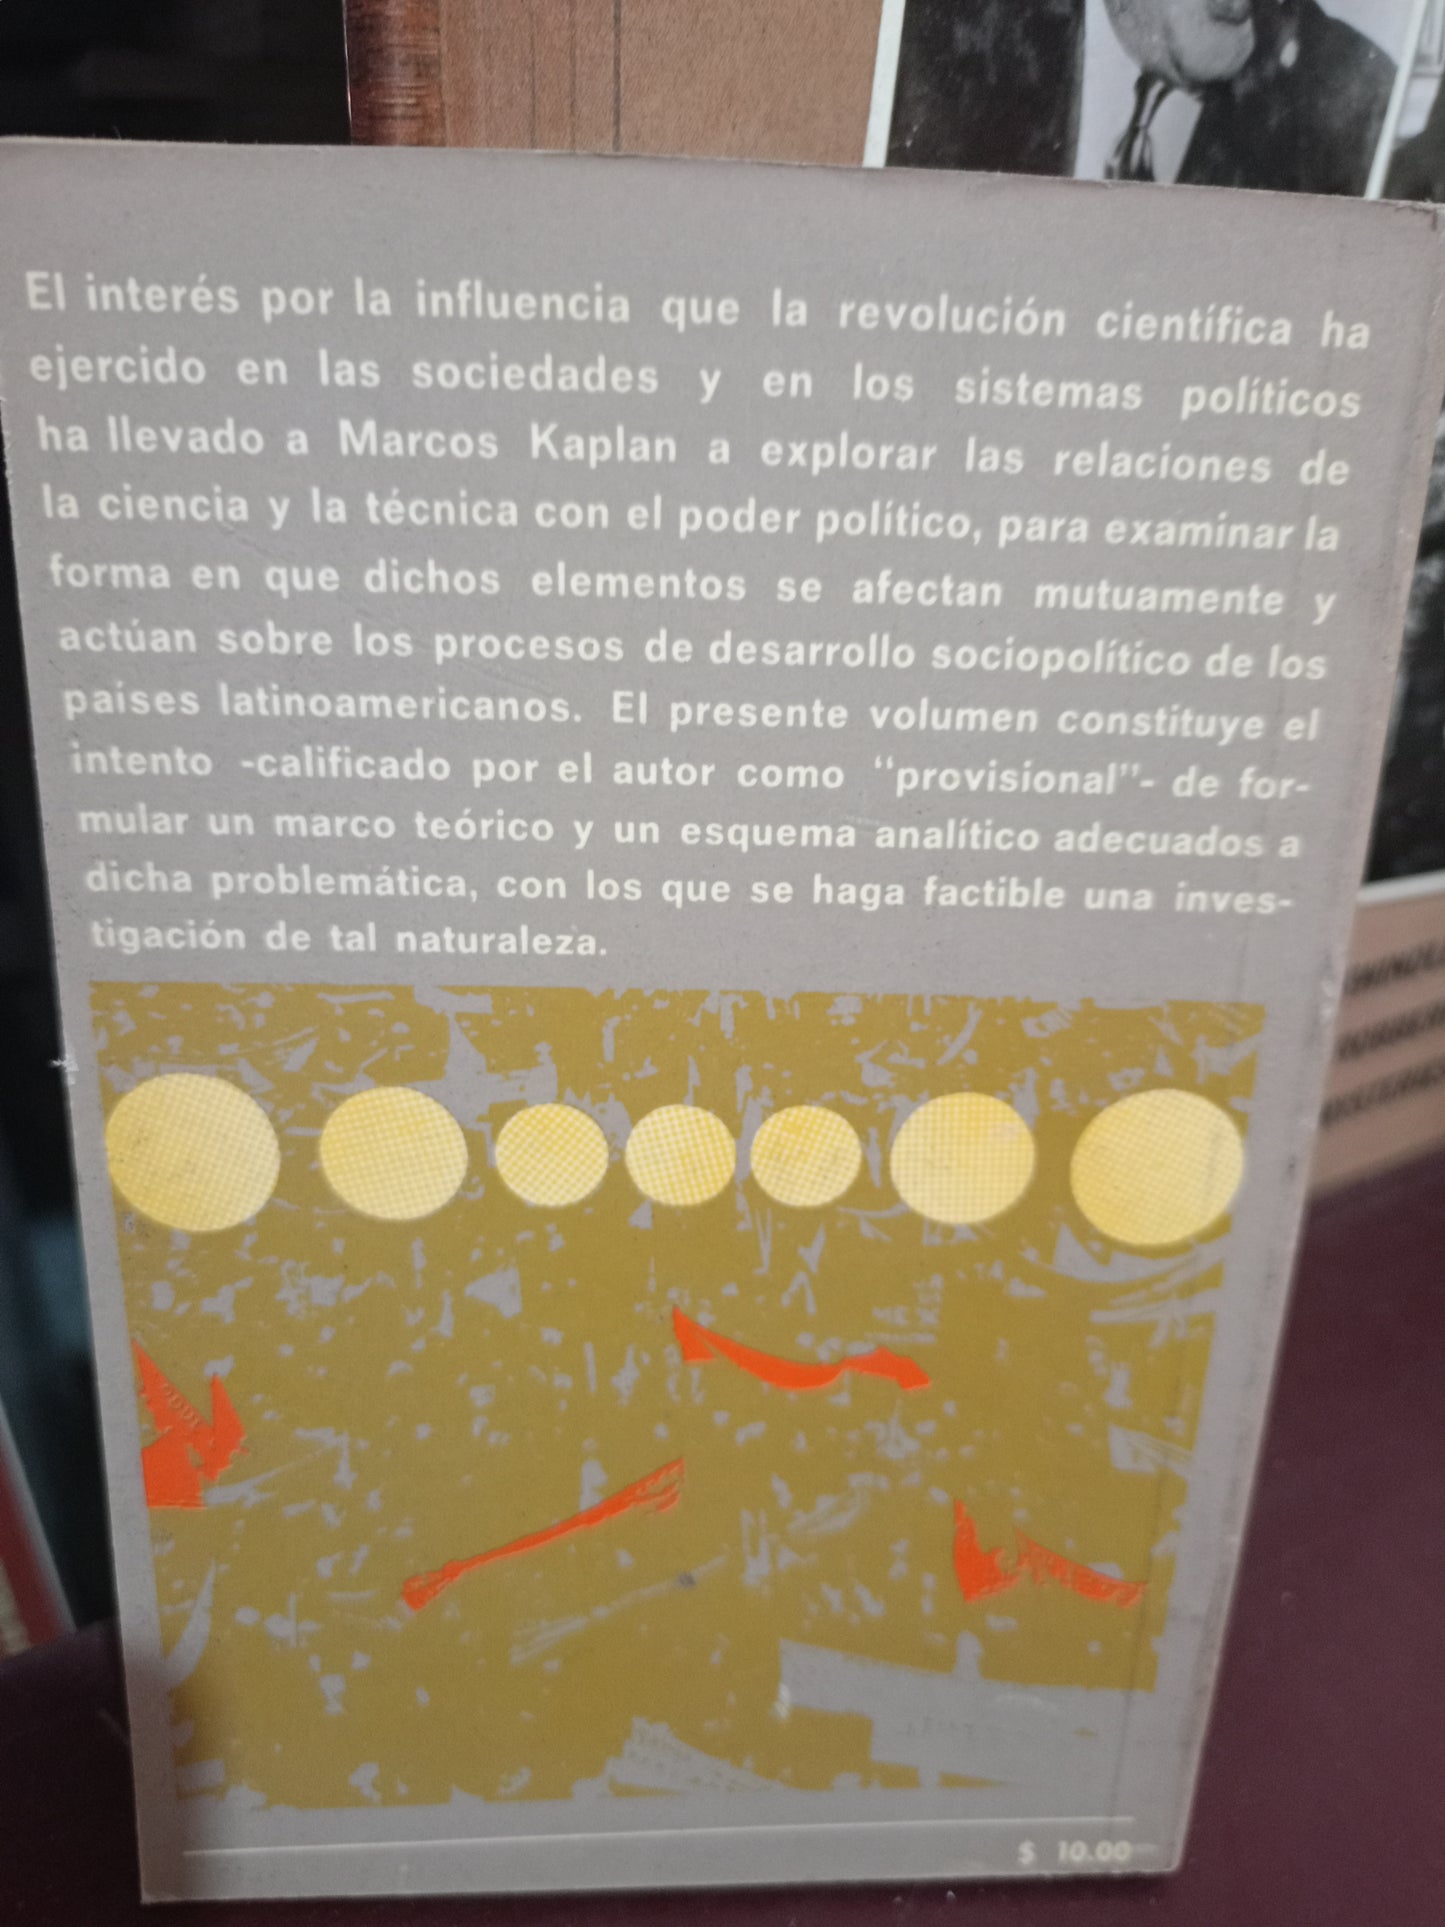 El interés por la influencia que la revolución científica ha
ejercido en las sociedades y en los sistemas políticos
ha llevado a Marcos Kaplan a explorar las relaciones de
la ciencia y la técnica con el poder político, para examinar la
forma en que dichos elementos se afectan mutuamente y
actúan sobre los procesos de desarrollo sociopolítico de los
países latinoamericanos. El presente volumen constituye el
intento -calificado por el autor como “provisional”- de for-
mular un marco teórico y un esquema analítico adecuados a
dicha problemática, con los que se haga factible una inves-
tigación de tal naturaleza.
$ 10.00